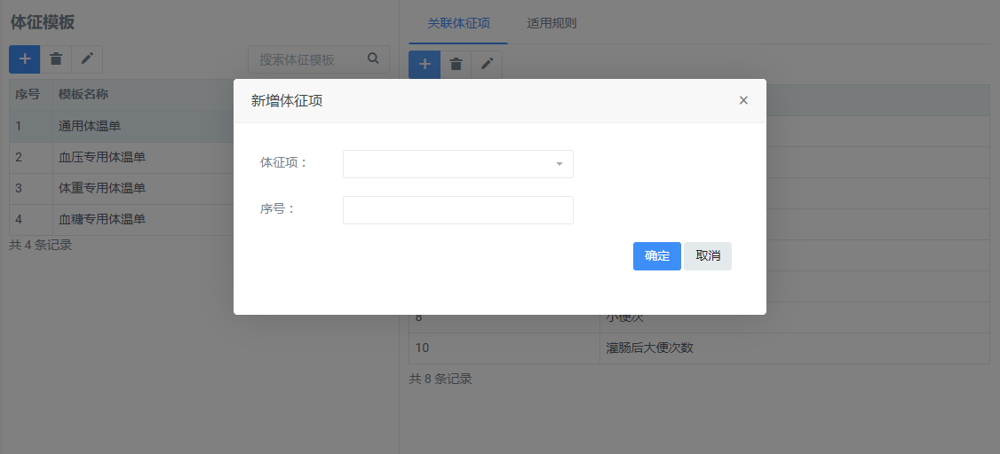 体征模板
搜索体征模板
序号 模板名称
1 通用体温单
2 血压专用体温单
3 体重专用体温单
4 血糖专用体温单
共 4 条记录
关联体征项 适用规则
新增体征项 ×
体征项：
序号：
确定 取消
8 小便次
10 灌肠后大便次数
共 8 条记录